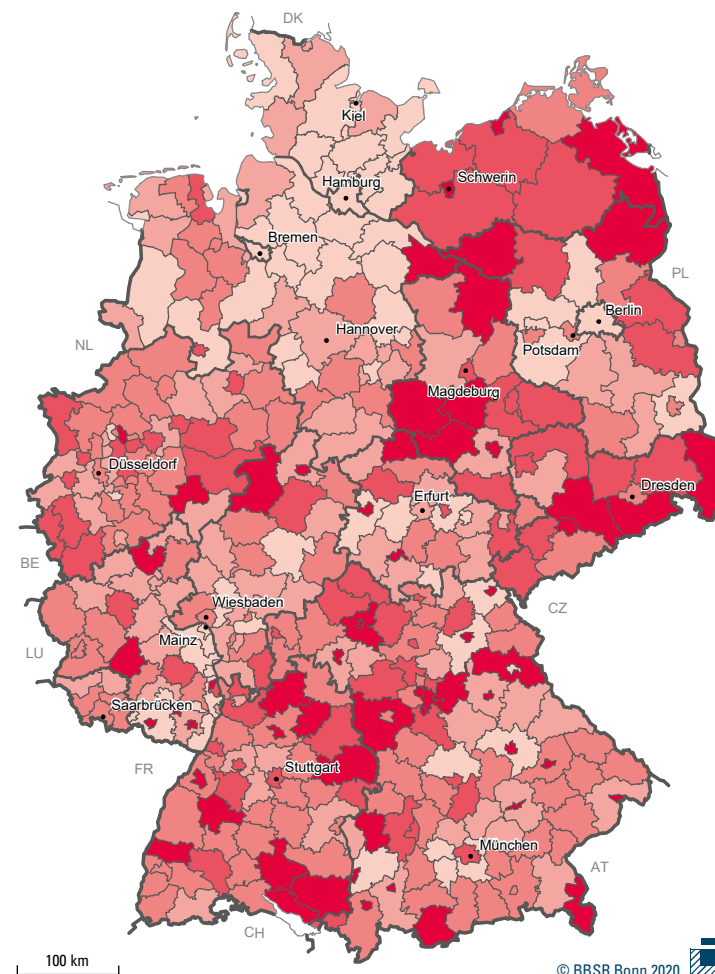 DK
Kiel
Hamburg
Schwerin
Bremen
PL
Berlin
Hannover
NL
Potsdam
Magdeburg
Düsseldorf
Dresden
Erfurt
BE
Wiesbaden
CZ
Mainz
LU
Saarbrücken
FR
Stuttgart
München
AT
CH
100 km
© BBSR Bonn 2020